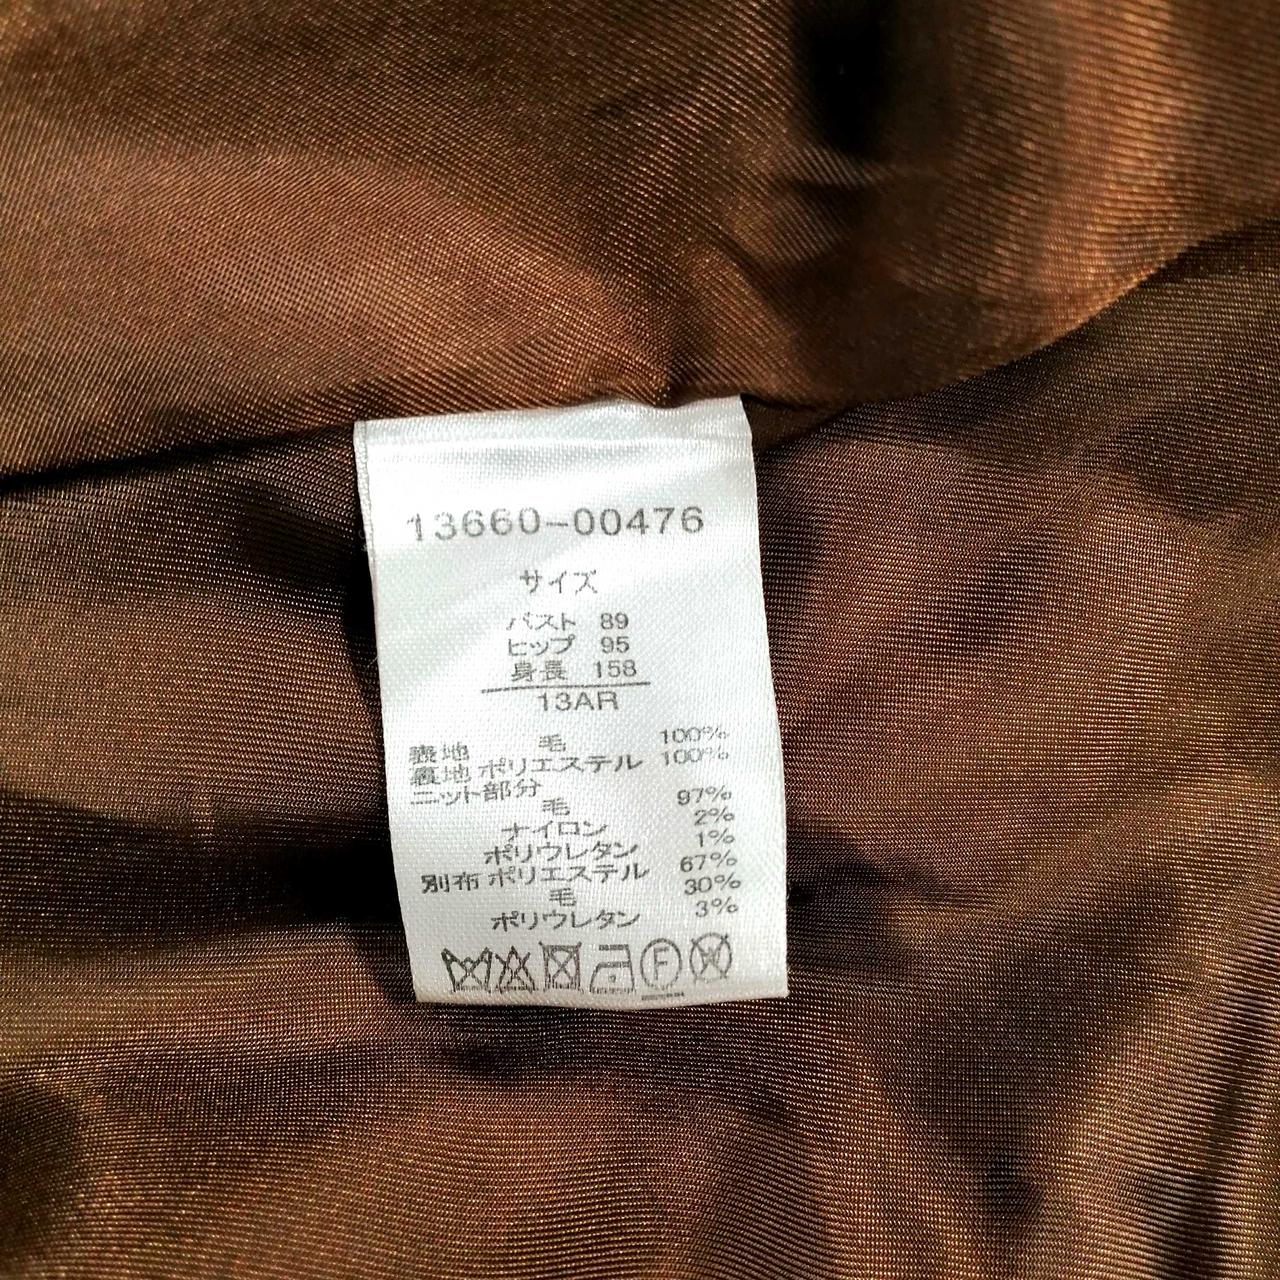 13660-00476
サイズ
バスト 89
ヒップ 95
身長 158
13AR
表地 毛 100%
裏地 ポリエステル 100%
ニット部分
毛 97%
ナイロン 2%
ポリウレタン 1%
別布 ポリエステル 67%
毛 30%
ポリウレタン 3%
F W